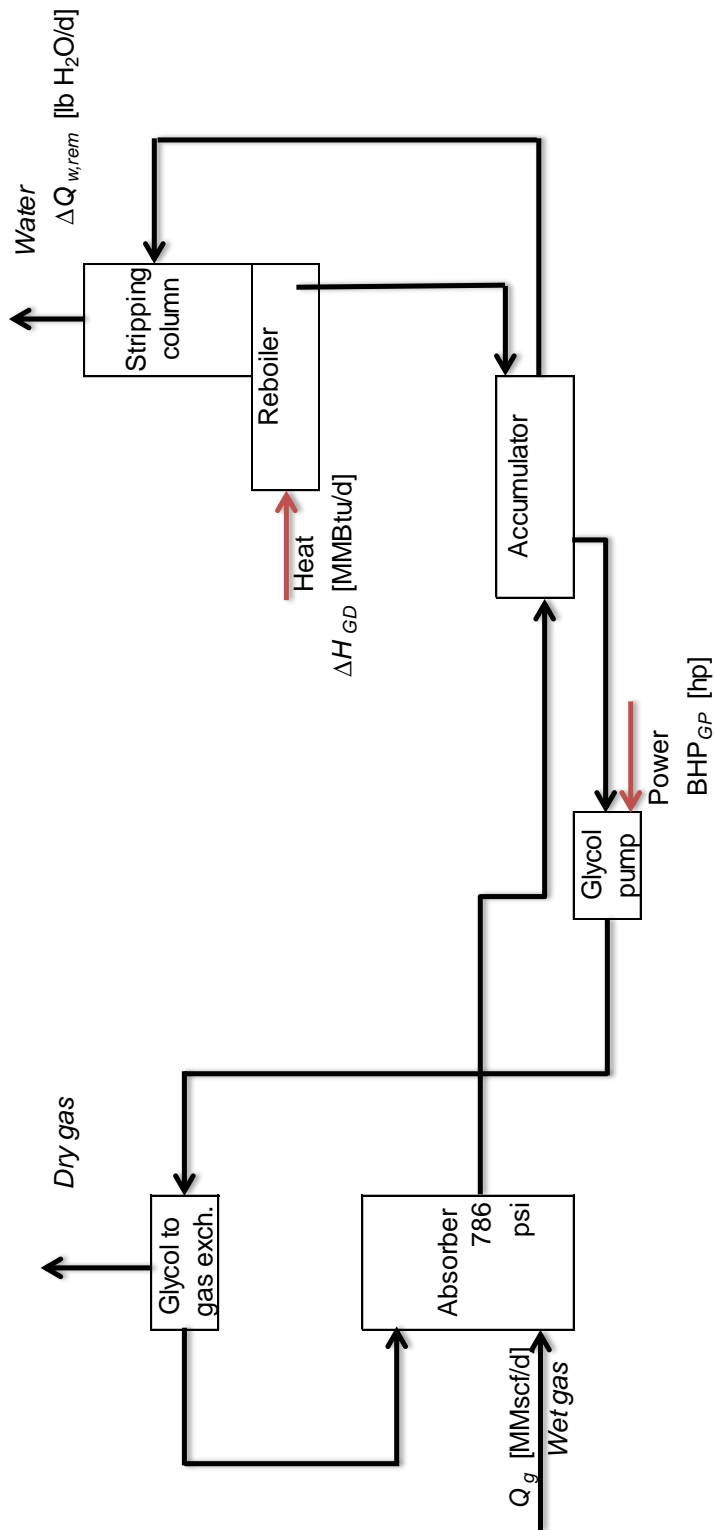 Water
ΔQ w,rem [lb H₂O/d]
Dry gas
Stripping
column
Reboiler
Glycol to
gas exch.
Heat
ΔH GD [MMBtu/d]
Absorber
786
psi
Q g [MMscf/d]
Wet gas
Accumulator
Glycol
pump
Power
BHP GP [hp]